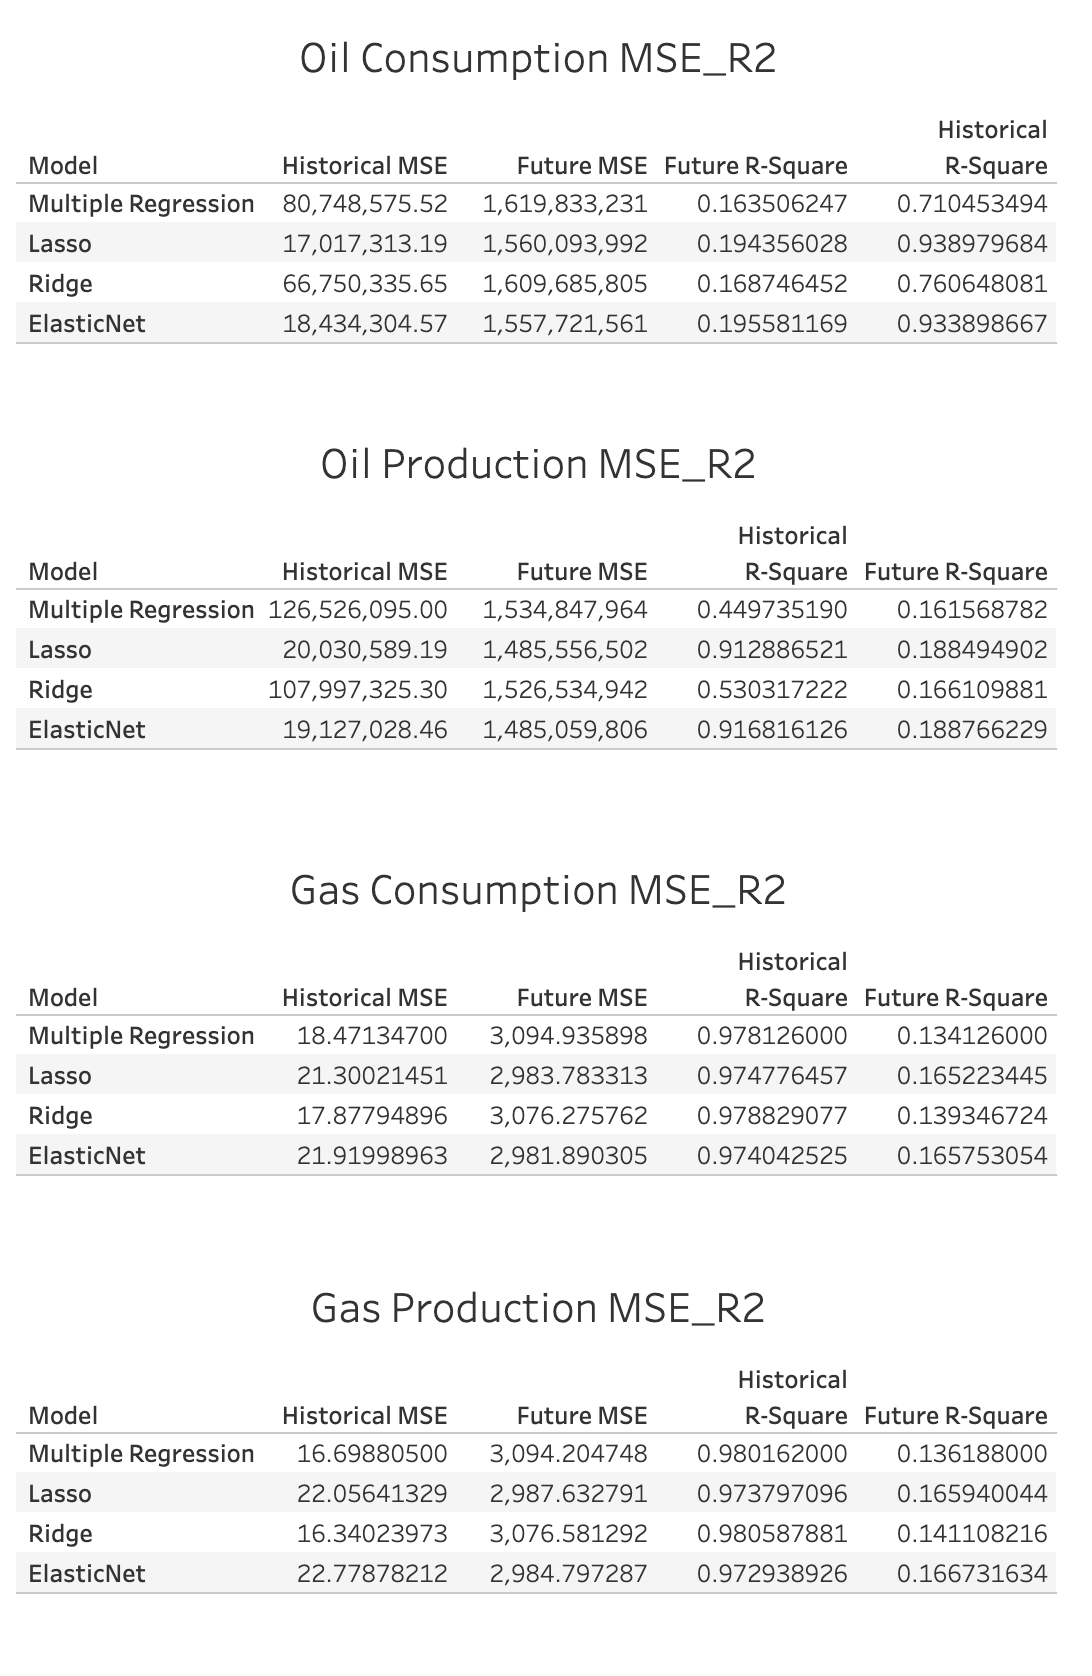 Oil Consumption MSE_R2
Historical
Model Historical MSE Future MSE Future R-Square R-Square
Multiple Regression 80,748,575.52 1,619,833,231 0.163506247 0.710453494
Lasso 17,017,313.19 1,560,093,992 0.194356028 0.938979684
Ridge 66,750,335.65 1,609,685,805 0.168746452 0.760648081
ElasticNet 18,434,304.57 1,557,721,561 0.195581169 0.933898667
Oil Production MSE_R2
Historical
Model Historical MSE Future MSE R-Square Future R-Square
Multiple Regression 126,526,095.00 1,534,847,964 0.449735190 0.161568782
Lasso 20,030,589.19 1,485,556,502 0.912886521 0.188494902
Ridge 107,997,325.30 1,526,534,942 0.530317222 0.166109881
ElasticNet 19,127,028.46 1,485,059,806 0.916816126 0.188766229
Gas Consumption MSE_R2
Historical
Model Historical MSE Future MSE R-Square Future R-Square
Multiple Regression 18.47134700 3,094.935898 0.978126000 0.134126000
Lasso 21.30021451 2,983.783313 0.974776457 0.165223445
Ridge 17.87794896 3,076.275762 0.978829077 0.139346724
ElasticNet 21.91998963 2,981.890305 0.974042525 0.165753054
Gas Production MSE_R2
Historical
Model Historical MSE Future MSE R-Square Future R-Square
Multiple Regression 16.69880500 3,094.204748 0.980162000 0.136188000
Lasso 22.05641329 2,987.632791 0.973797096 0.165940044
Ridge 16.34023973 3,076.581292 0.980587881 0.141108216
ElasticNet 22.77878212 2,984.797287 0.972938926 0.166731634